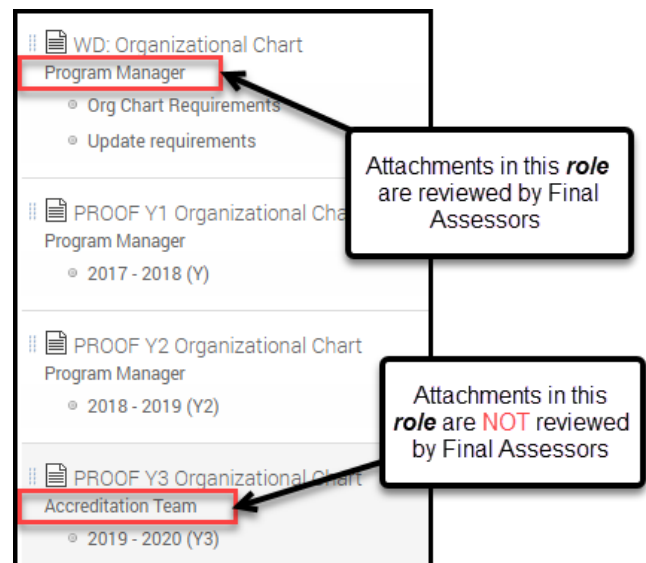 WD: Organizational Chart
Program Manager
Org Chart Requirements
Update requirements
Attachments in this role
are reviewed by Final
Assessors
PROOF Y1 Organizational Cha
Program Manager
2017 - 2018 (Y)
PROOF Y2 Organizational Chart
Program Manager
2018 - 2019 (Y2)
Attachments in this
role are NOT reviewed
by Final Assessors
PROOF Y3 Organizational Chart
Accreditation Team
2019 - 2020 (Y3)